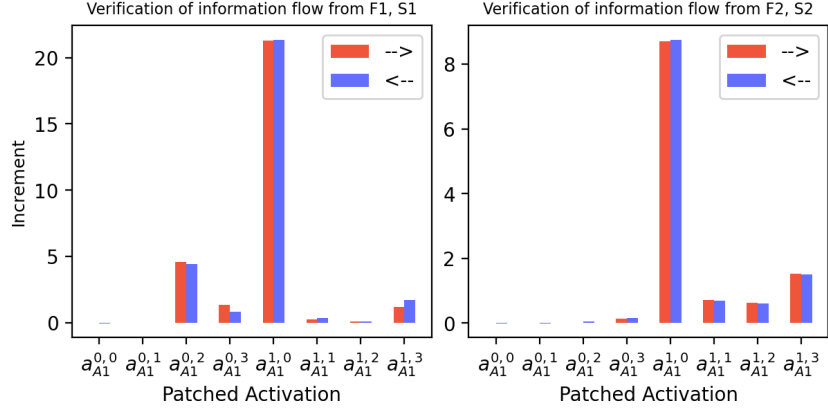 Verification of information flow from F1, S1
Increment
20
15
10
5
0
-->
<--
a_{A1}^{0,0} a_{A1}^{0,1} a_{A1}^{0,2} a_{A1}^{0,3} a_{A1}^{1,0} a_{A1}^{1,1} a_{A1}^{1,2} a_{A1}^{1,3}
Patched Activation
Verification of information flow from F2, S2
8
6
4
2
0
-->
<--
a_{A1}^{0,0} a_{A1}^{0,1} a_{A1}^{0,2} a_{A1}^{0,3} a_{A1}^{1,0} a_{A1}^{1,1} a_{A1}^{1,2} a_{A1}^{1,3}
Patched Activation